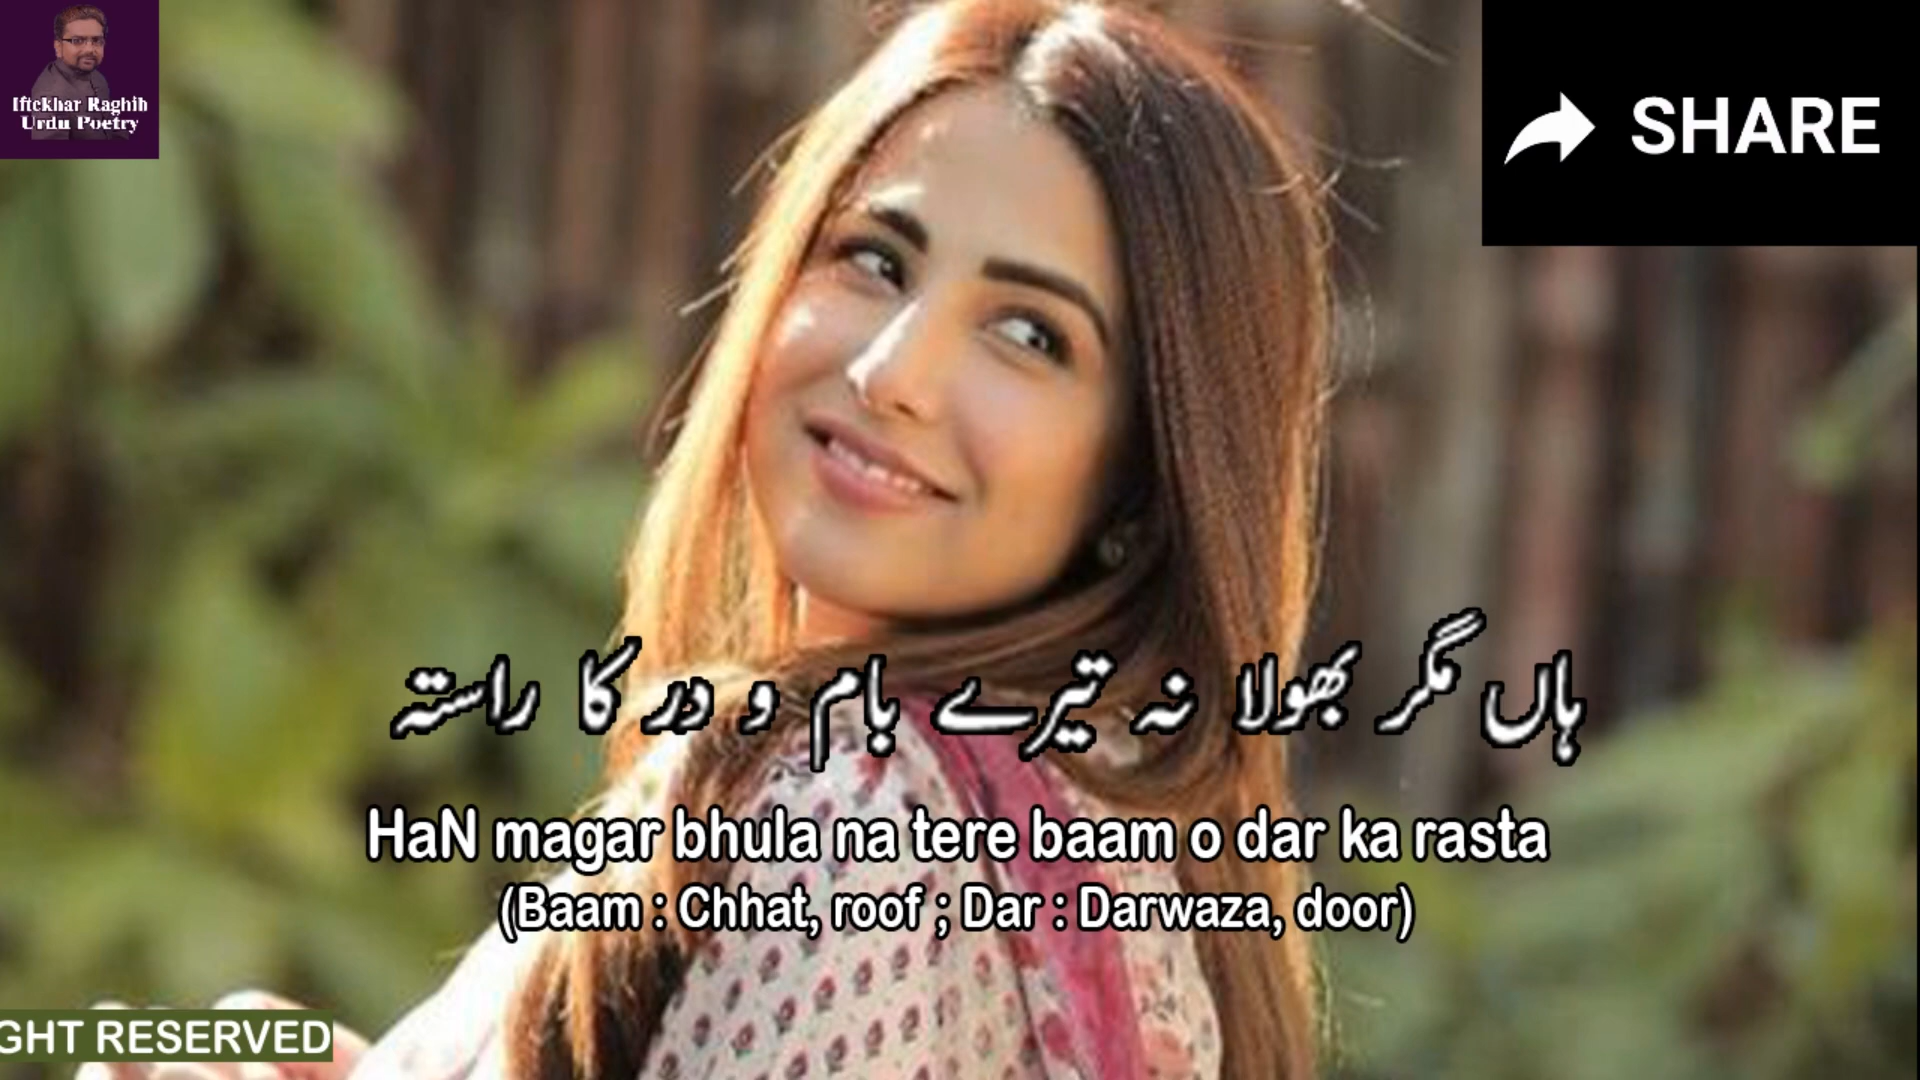 Iftekhar Raghib
Urdu Poetry
SHARE
ہاں مگر بھولا نہ تیرے بام و در کا راستہ
HaN magar bhula na tere baam o dar ka rasta
(Baam : Chhat, roof ; Dar : Darwaza, door)
GHT RESERVED